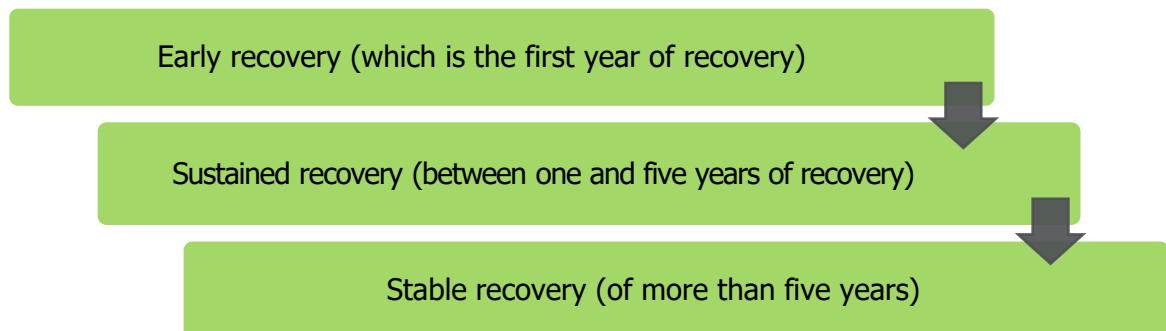 Early recovery (which is the first year of recovery)
Sustained recovery (between one and five years of recovery)
Stable recovery (of more than five years)